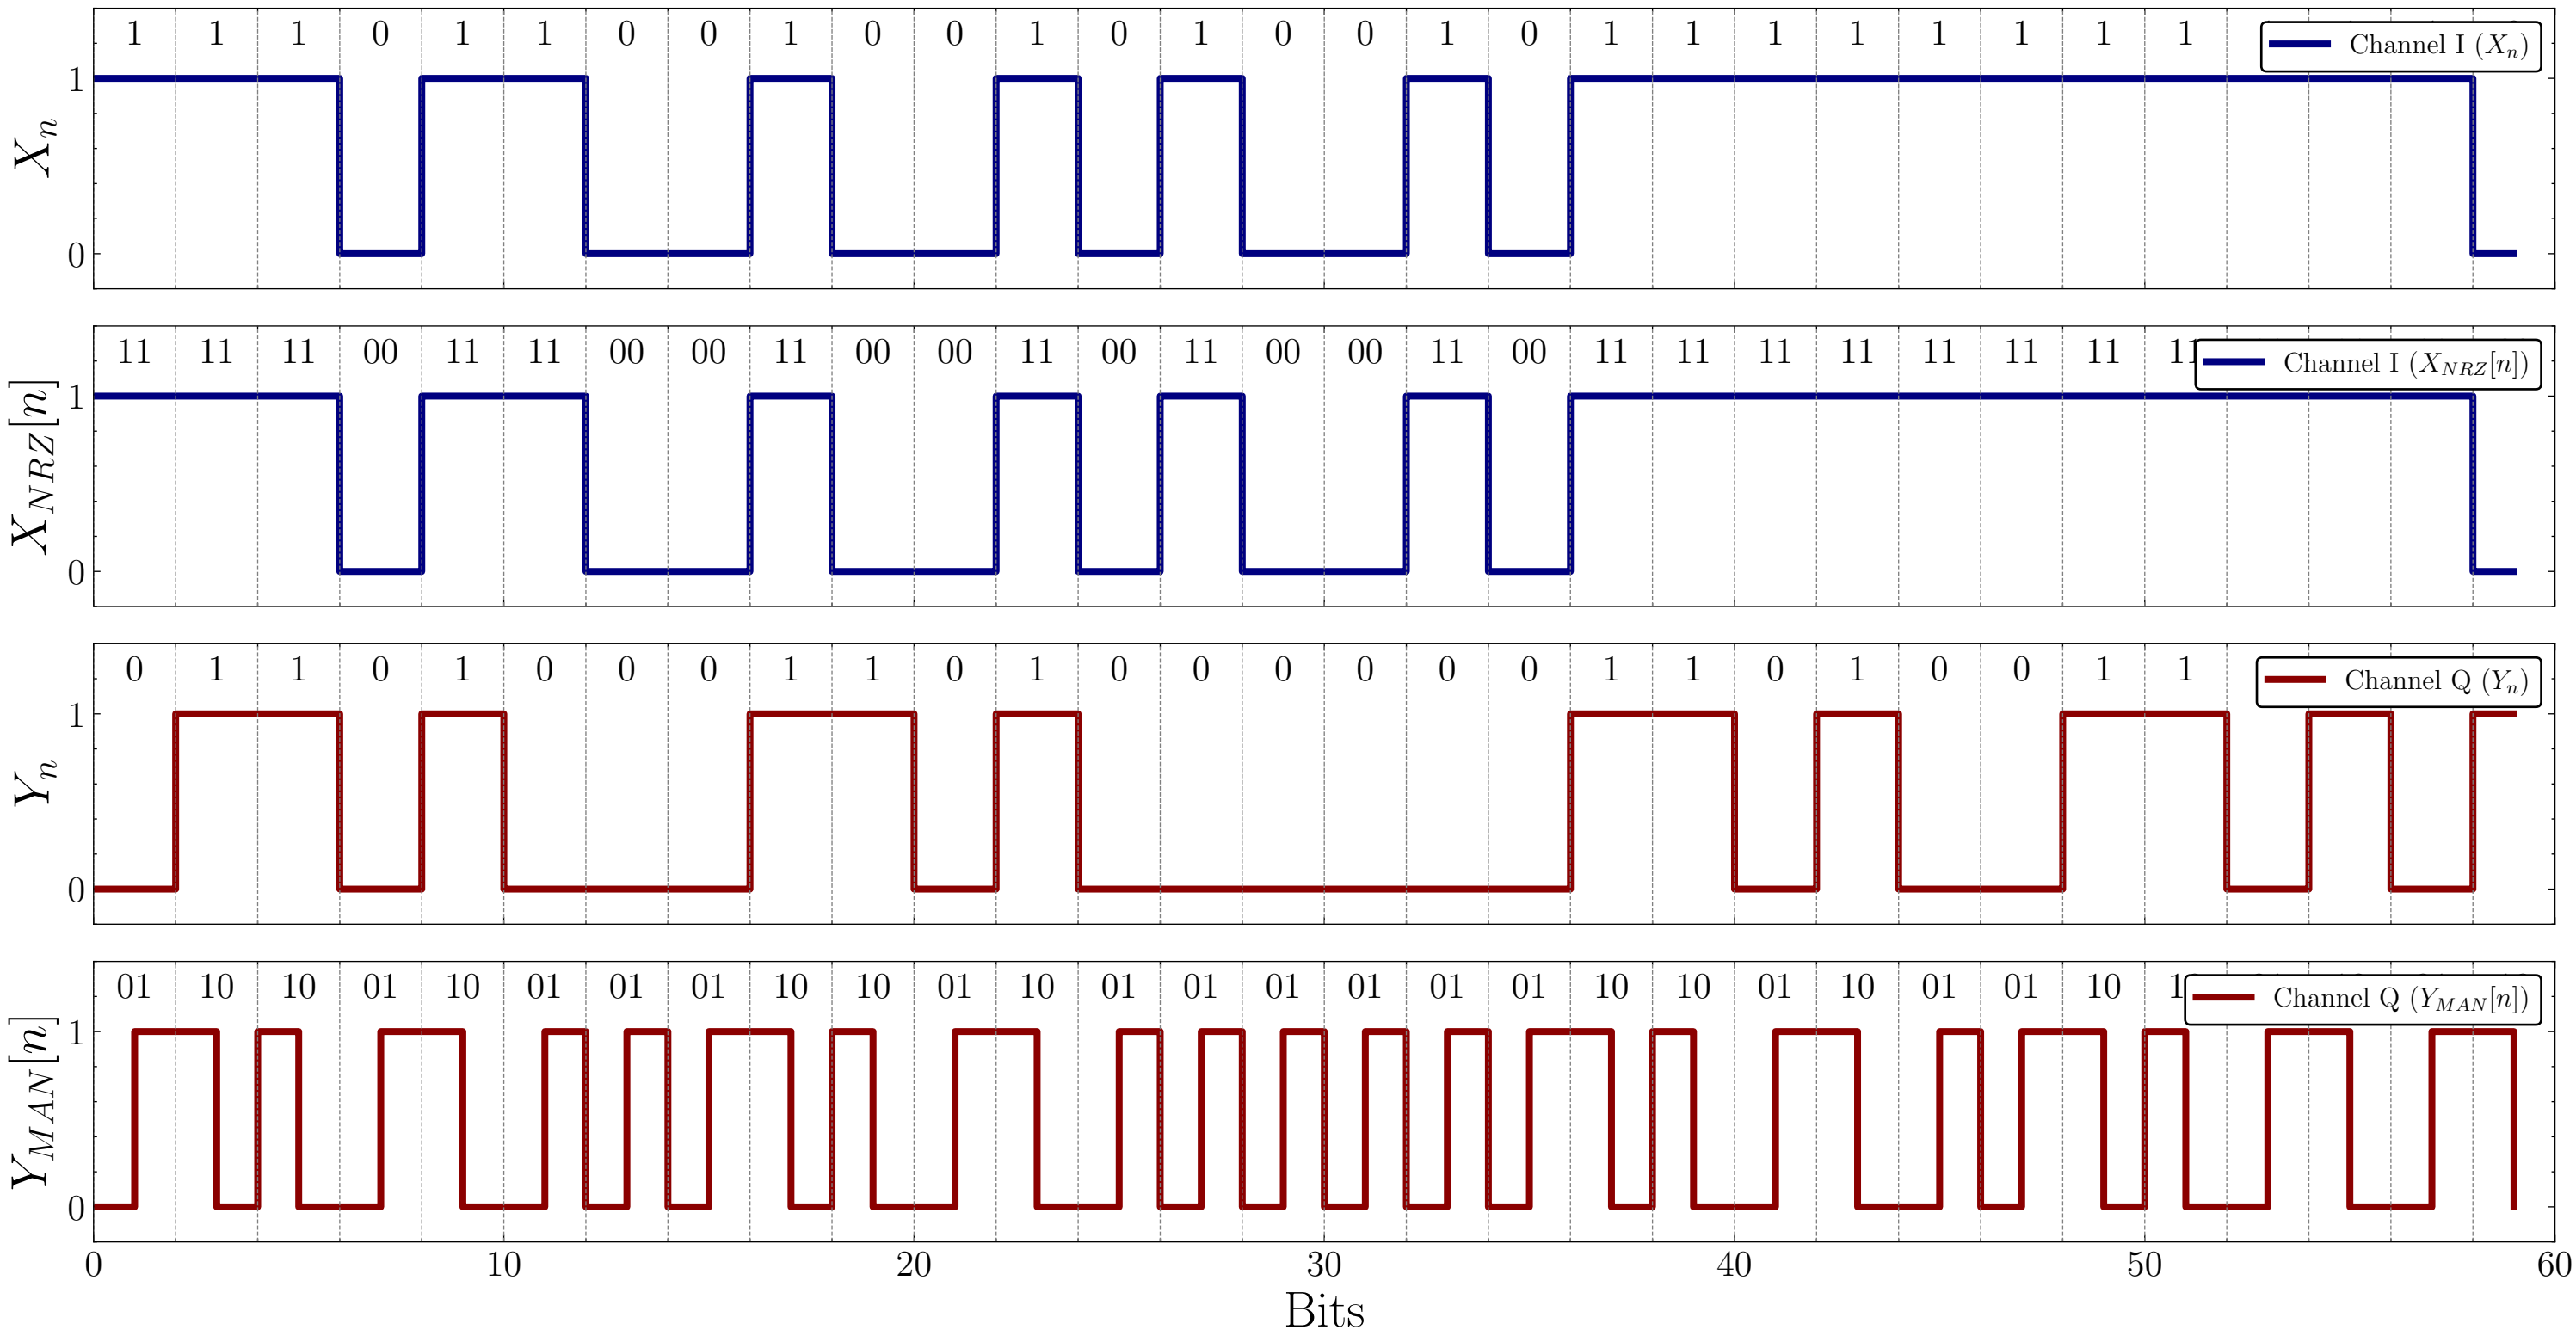 1 1 1 0 1 1 0 0 1 0 0 1 0 1 0 0 1 0 1 1 1 1 1 1 1 1
Channel I (Xₙ)
1
0
Xₙ
11 11 11 00 11 11 00 00 11 00 00 11 00 11 00 00 11 00 11 11 11 11 11 11 11 11
Channel I (X_NRZ[n])
1
0
X_NRZ[n]
0 1 1 0 1 0 0 0 1 1 0 1 0 0 0 0 0 0 1 1 0 1 0 0 1 1
Channel Q (Yₙ)
1
0
Yₙ
01 10 10 01 10 01 01 01 10 10 01 10 01 01 01 01 01 01 10 10 01 10 01 01 10 1
Channel Q (Y_MAN[n])
1
0
Y_MAN[n]
0 10 20 30 40 50 60
Bits